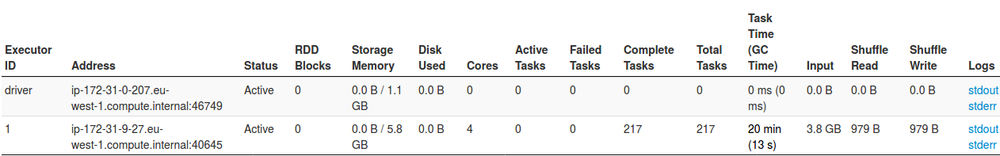 Executor ID Address Status RDD Blocks Storage Memory Disk Used Cores Active Tasks Failed Tasks Complete Tasks Total Tasks Task Time (GC Time) Input Shuffle Read Shuffle Write Logs
driver ip-172-31-0-207.eu-west-1.compute.internal:46749 Active 0 0.0 B / 1.1 GB 0.0 B 0 0 0 0 0 0 ms (0 ms) 0.0 B 0.0 B 0.0 B stdout stderr
1 ip-172-31-9-27.eu-west-1.compute.internal:40645 Active 0 0.0 B / 5.8 GB 0.0 B 4 0 0 217 217 20 min (13 s) 3.8 GB 979 B 979 B stdout stderr